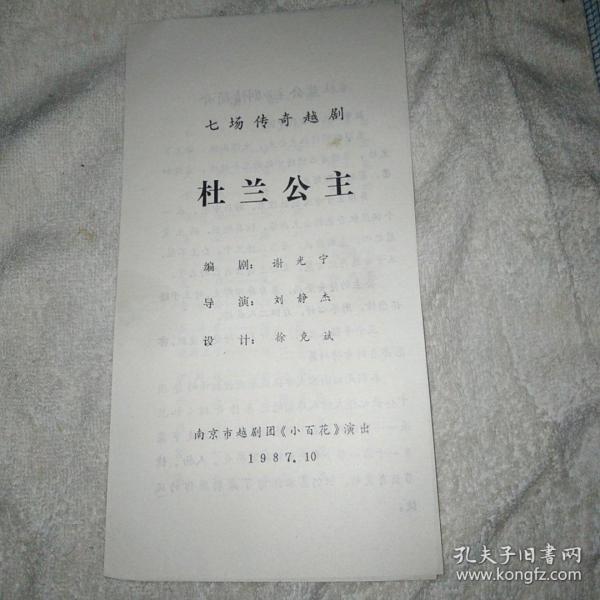 七场传奇越剧
杜兰公主
编剧：谢光宁
导演：刘静杰
设计：徐克试
南京市越剧团《小百花》演出
1987.10
孔夫子旧书网
www.kongfz.com